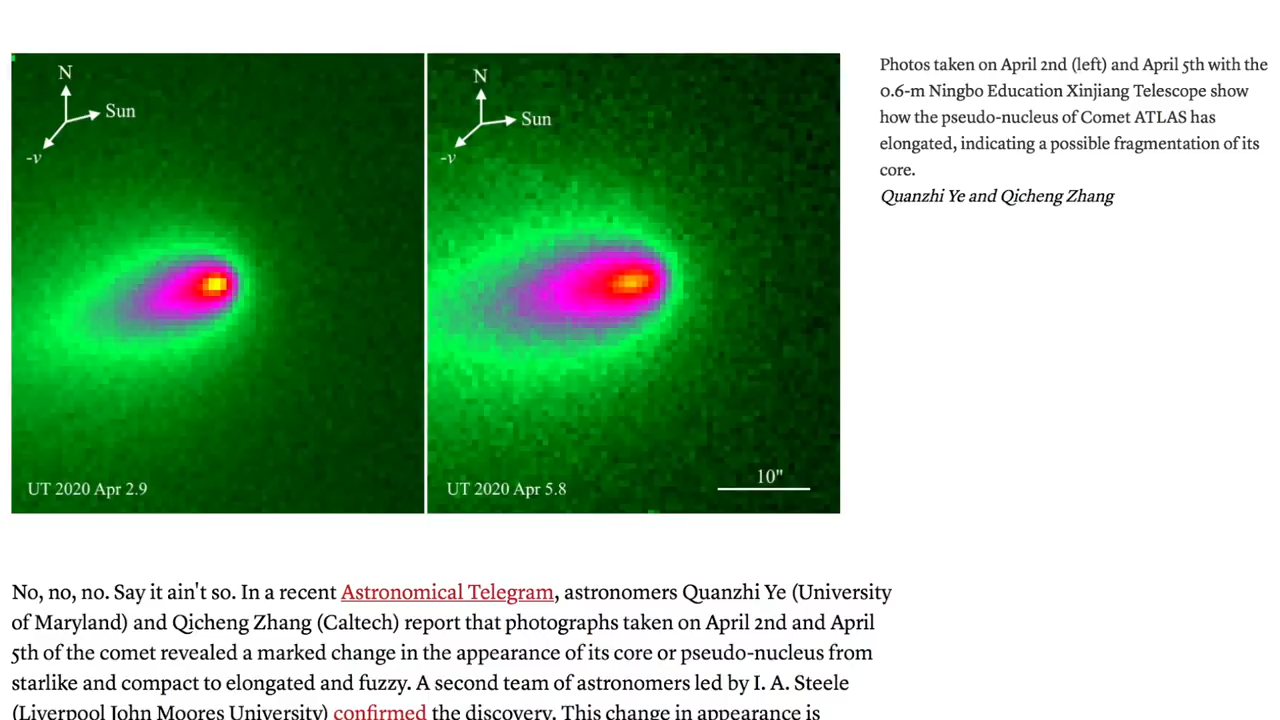 N
Sun
-v
UT 2020 Apr 2.9
N
Sun
-v
UT 2020 Apr 5.8
10"
Photos taken on April 2nd (left) and April 5th with the
0.6-m Ningbo Education Xinjiang Telescope show
how the pseudo-nucleus of Comet ATLAS has
elongated, indicating a possible fragmentation of its
core.
Quanzhi Ye and Qicheng Zhang
No, no, no. Say it ain't so. In a recent Astronomical Telegram, astronomers Quanzhi Ye (University
of Maryland) and Qicheng Zhang (Caltech) report that photographs taken on April 2nd and April
5th of the comet revealed a marked change in the appearance of its core or pseudo-nucleus from
starlike and compact to elongated and fuzzy. A second team of astronomers led by I. A. Steele
(Liverpool John Moores University) confirmed the discovery. This change in appearance is